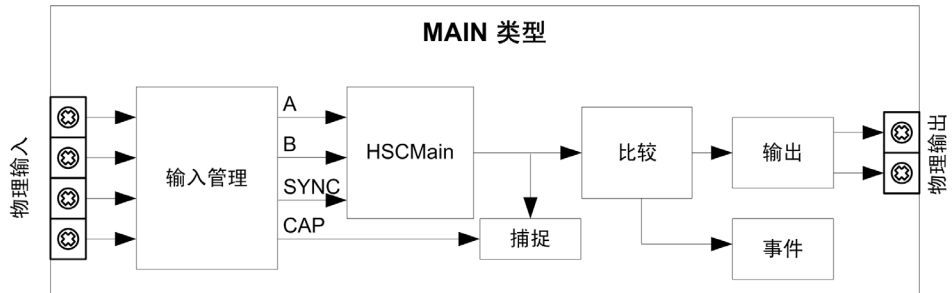 MAIN 类型
物理输入
输入管理
A
B
SYNC
CAP
HSCMain
捕捉
比较
输出
事件
物理输出